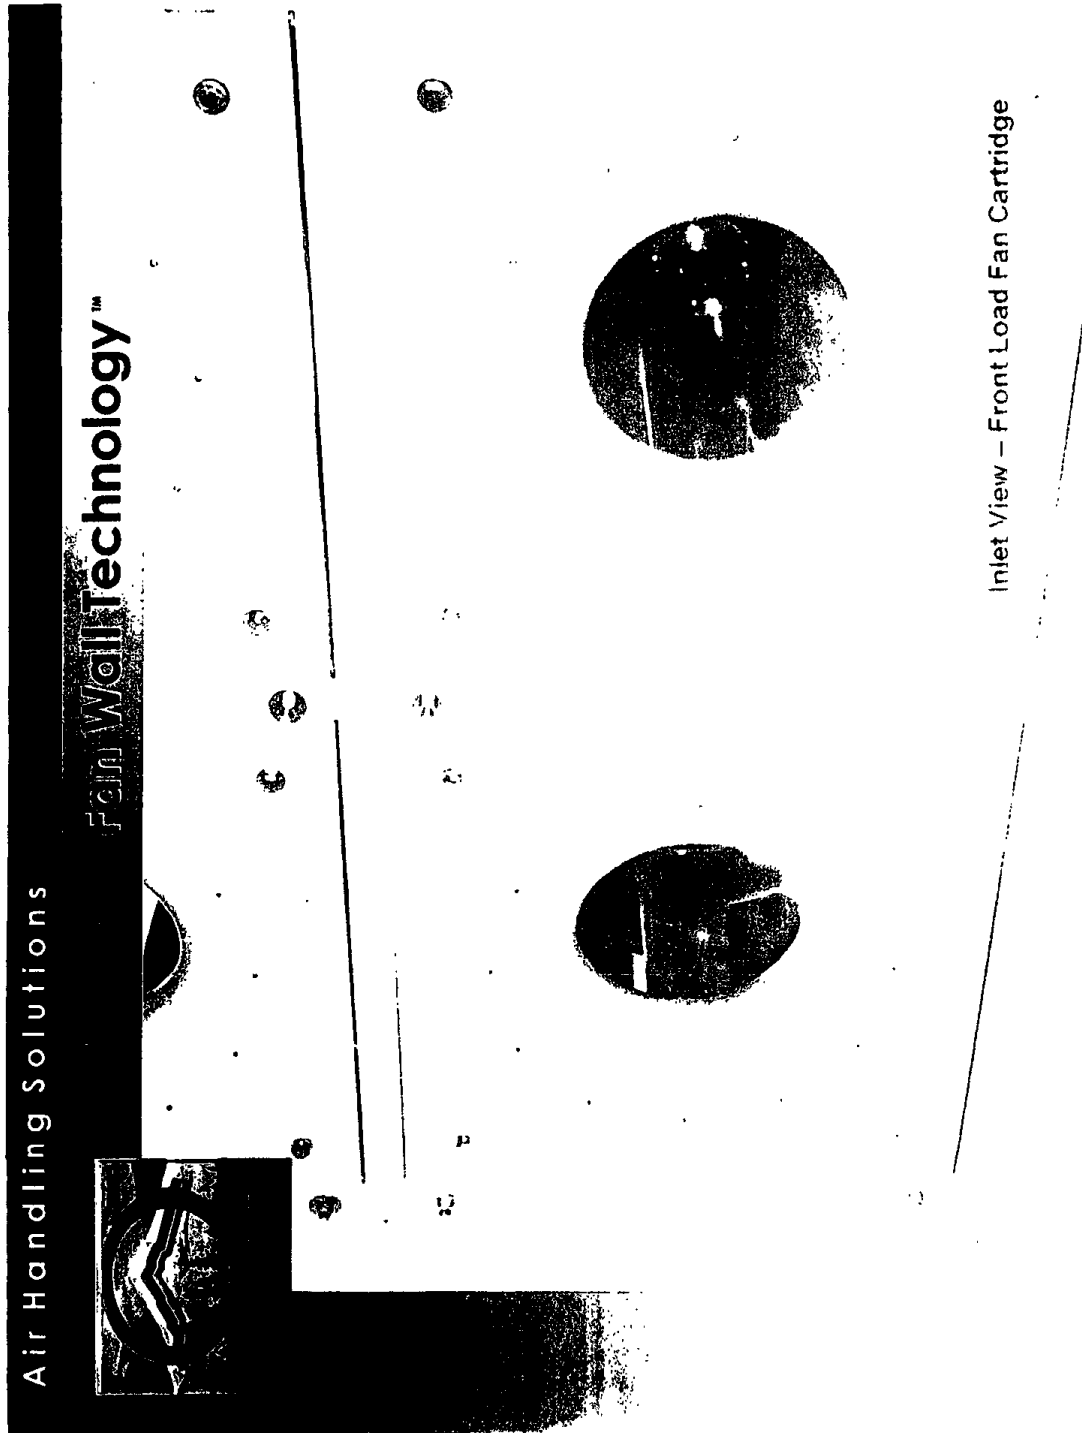 Air Handling Solutions
Fan Wall Technology™
Inlet View – Front Load Fan Cartridge